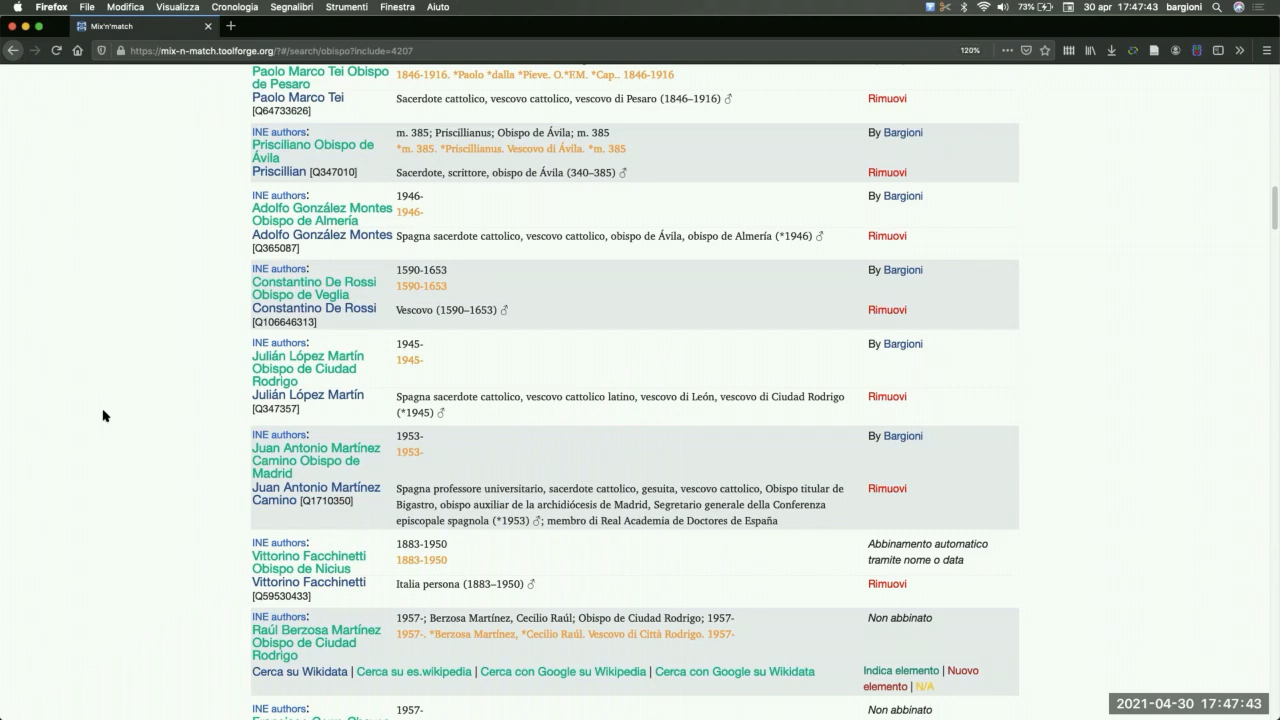 Firefox File Modifica Visualizza Cronologia Segnalibri Strumenti Finestra Aiuto 73% 30 apr 17:47:43 bargioni
Mix'n'match
https://mix-n-match.toolforge.org/?#/search/obispo?include=4207 120%
Paolo Marco Tei Obispo de Pesaro
1846-1916. *Paolo *dalla *Pieve. O.*F.M. *Cap.. 1846-1916
Paolo Marco Tei
[Q64733626]
Sacerdote cattolico, vescovo cattolico, vescovo di Pesaro (1846–1916) ♂
Rimuovi
INE authors:
Prisciliano Obispo de
Ávila
m. 385; Priscillianus; Obispo de Ávila; m. 385
*m. 385. *Priscillianus. Vescovo di Ávila. *m. 385
By Bargioni
Priscillian [Q347010]
Sacerdote, scrittore, obispo de Ávila (340–385) ♂
Rimuovi
INE authors:
Adolfo González Montes
Obispo de Almería
1946-
1946-
By Bargioni
Adolfo González Montes
[Q365087]
Spagna sacerdote cattolico, vescovo cattolico, obispo de Ávila, obispo de Almería (*1946) ♂
Rimuovi
INE authors:
Constantino De Rossi
Obispo de Veglia
1590-1653
1590-1653
By Bargioni
Constantino De Rossi
[Q106646313]
Vescovo (1590–1653) ♂
Rimuovi
INE authors:
Julián López Martín
Obispo de Ciudad
Rodrigo
1945-
1945-
By Bargioni
Julián López Martín
[Q347357]
Spagna sacerdote cattolico, vescovo cattolico latino, vescovo di León, vescovo di Ciudad Rodrigo
(*1945) ♂
Rimuovi
INE authors:
Juan Antonio Martínez
Camino Obispo de
Madrid
1953-
1953-
By Bargioni
Juan Antonio Martínez
Camino [Q1710350]
Spagna professore universitario, sacerdote cattolico, gesuita, vescovo cattolico, Obispo titular de
Bigastro, obispo auxiliar de la archidiócesis de Madrid, Segretario generale della Conferenza
episcopale spagnola (*1953) ♂; membro di Real Academia de Doctores de España
Rimuovi
INE authors:
Vittorino Facchinetti
Obispo de Nicius
1883-1950
1883-1950
Abbinamento automatico
tramite nome o data
Vittorino Facchinetti
[Q59530433]
Italia persona (1883–1950) ♂
Rimuovi
INE authors:
Raúl Berzosa Martínez
Obispo de Ciudad
Rodrigo
1957-; Berzosa Martínez, Cecilio Raúl; Obispo de Ciudad Rodrigo; 1957-
1957-. *Berzosa Martínez, *Cecilio Raúl. Vescovo di Città Rodrigo. 1957-
Non abbinato
Cerca su Wikidata | Cerca su es.wikipedia | Cerca con Google su Wikipedia | Cerca con Google su Wikidata
Indica elemento | Nuovo
elemento | N/A
INE authors:
1957-
Non abbinato
2021-04-30 17:47:43